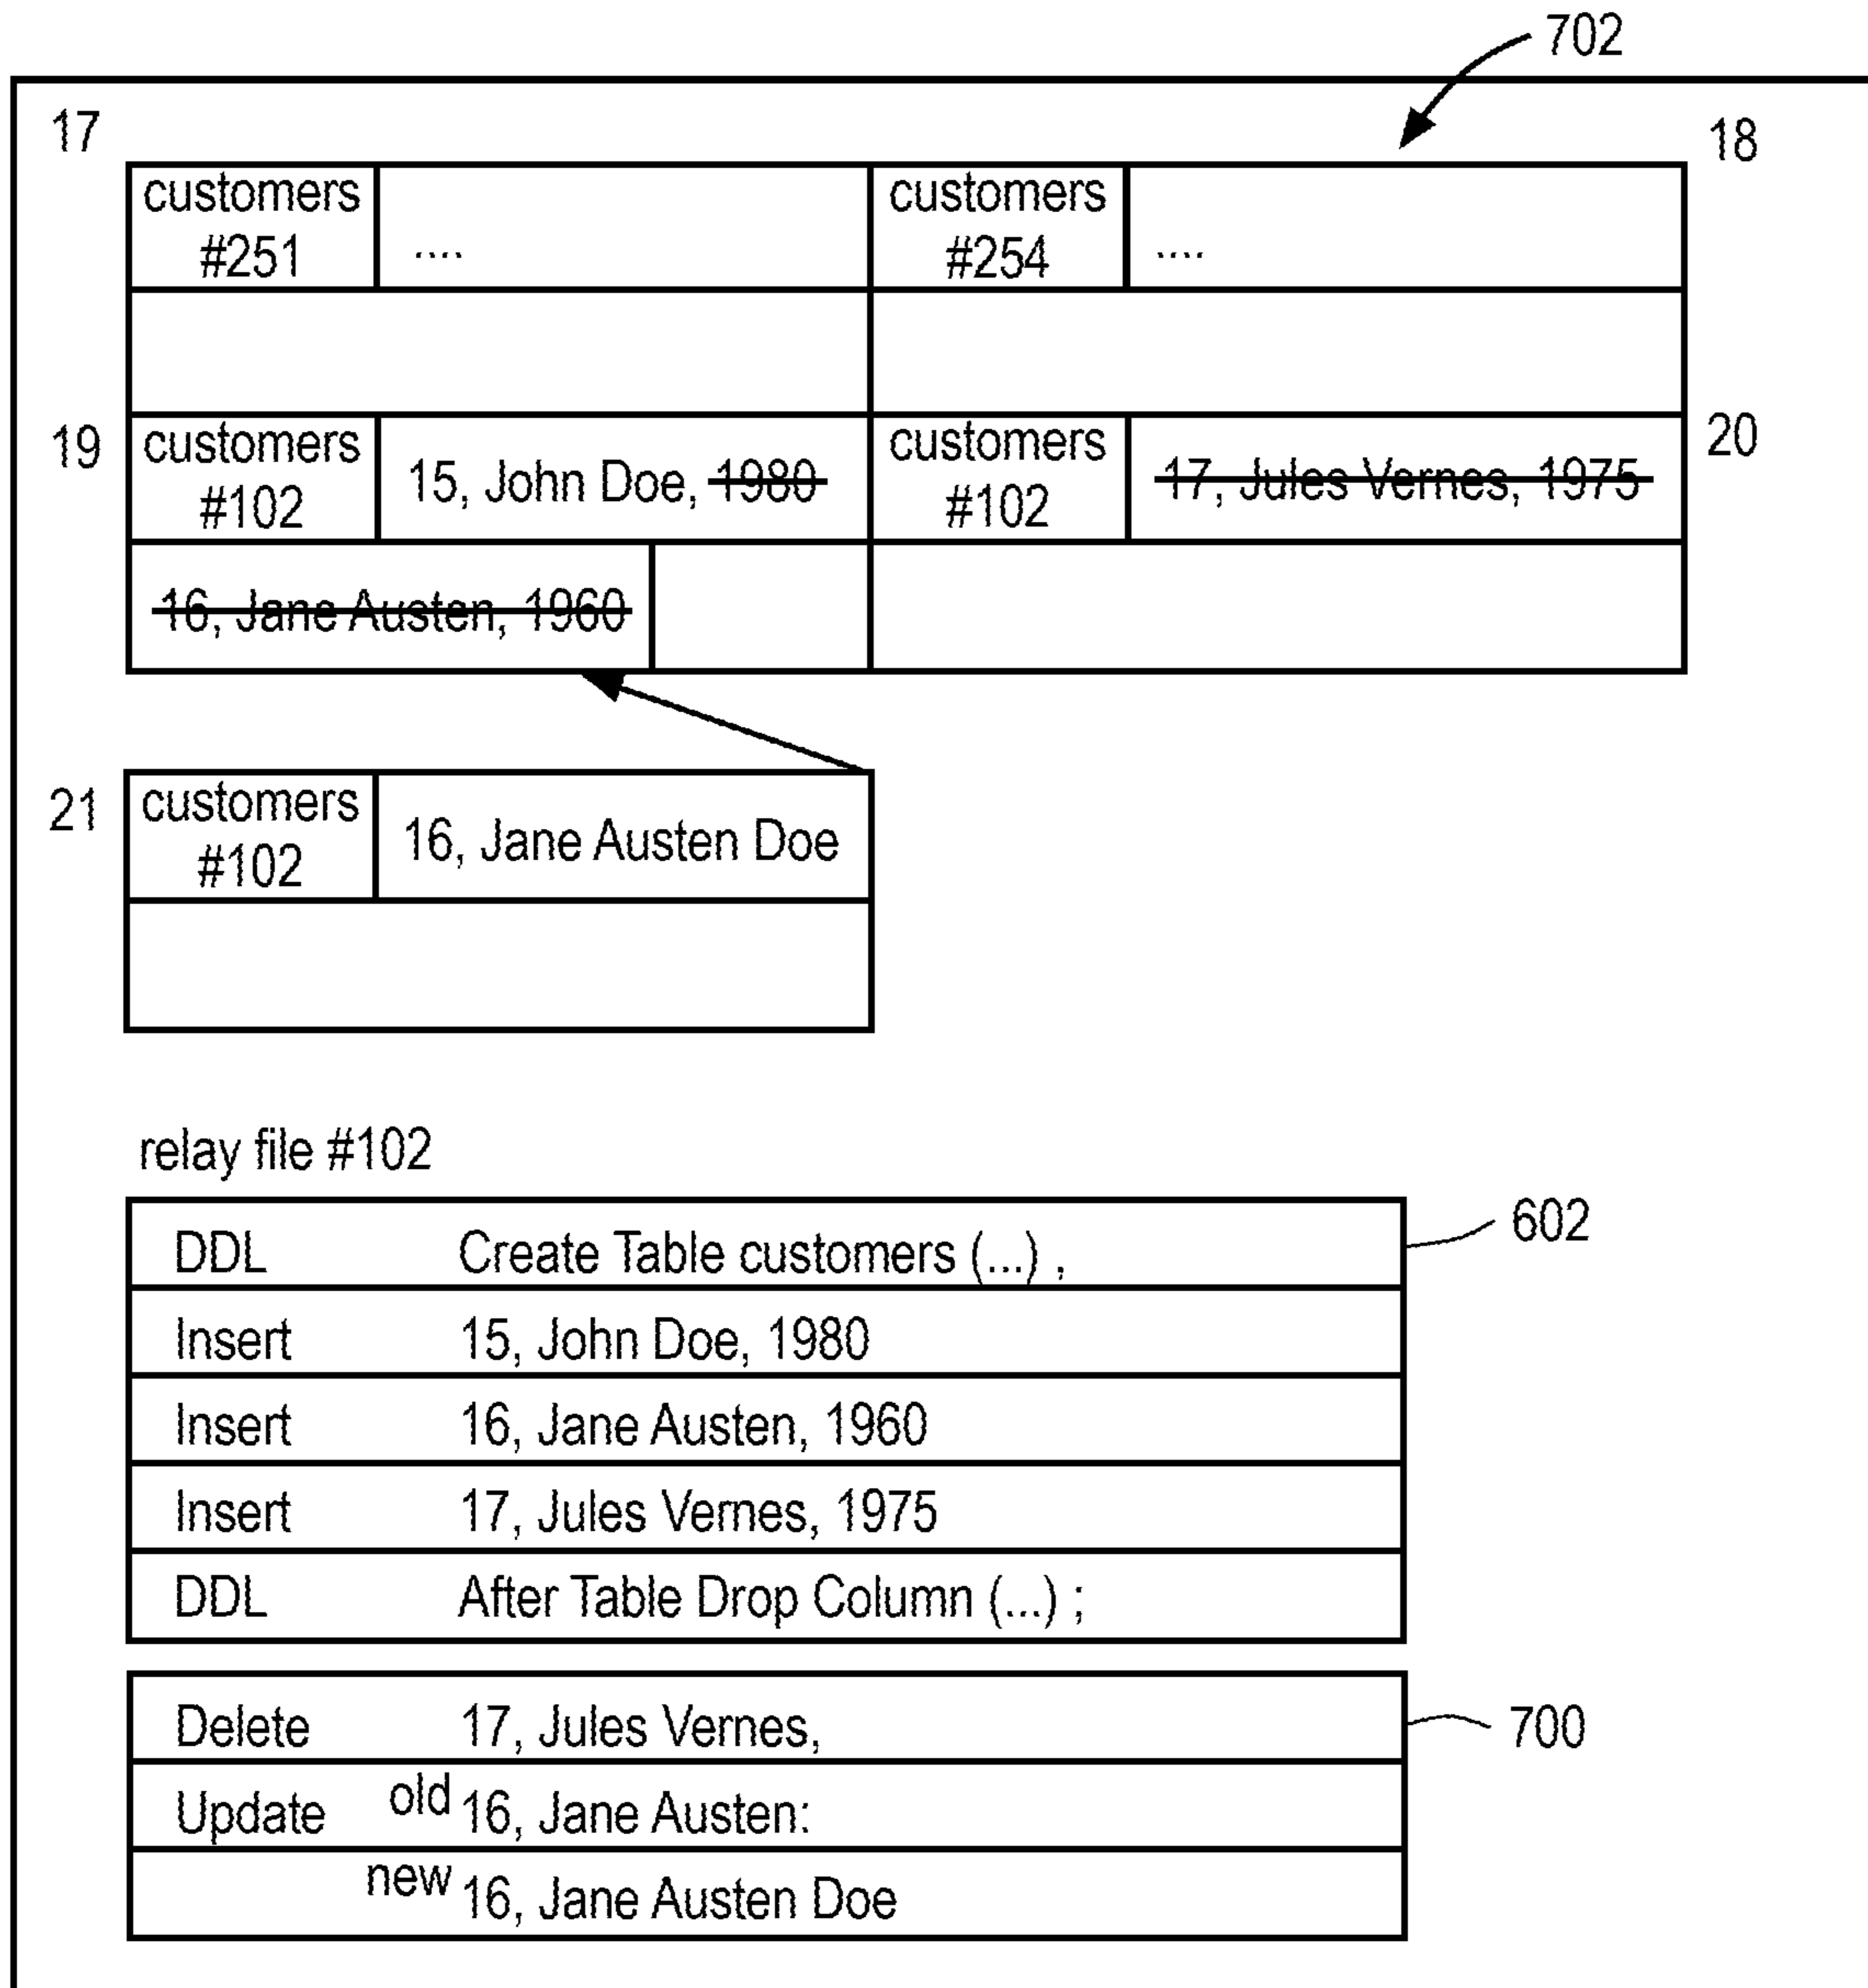 702
17
18
customers
#251
....
customers
#254
....
19
customers
#102
15, John Doe, 1980
customers
#102
17, Jules Vernes, 1975
20
16, Jane Austen, 1960
21
customers
#102
16, Jane Austen Doe
relay file #102
DDL Create Table customers (...) ,
602
Insert 15, John Doe, 1980
Insert 16, Jane Austen, 1960
Insert 17, Jules Vernes, 1975
DDL After Table Drop Column (...) ;
Delete 17, Jules Vernes,
700
Update old 16, Jane Austen:
new 16, Jane Austen Doe